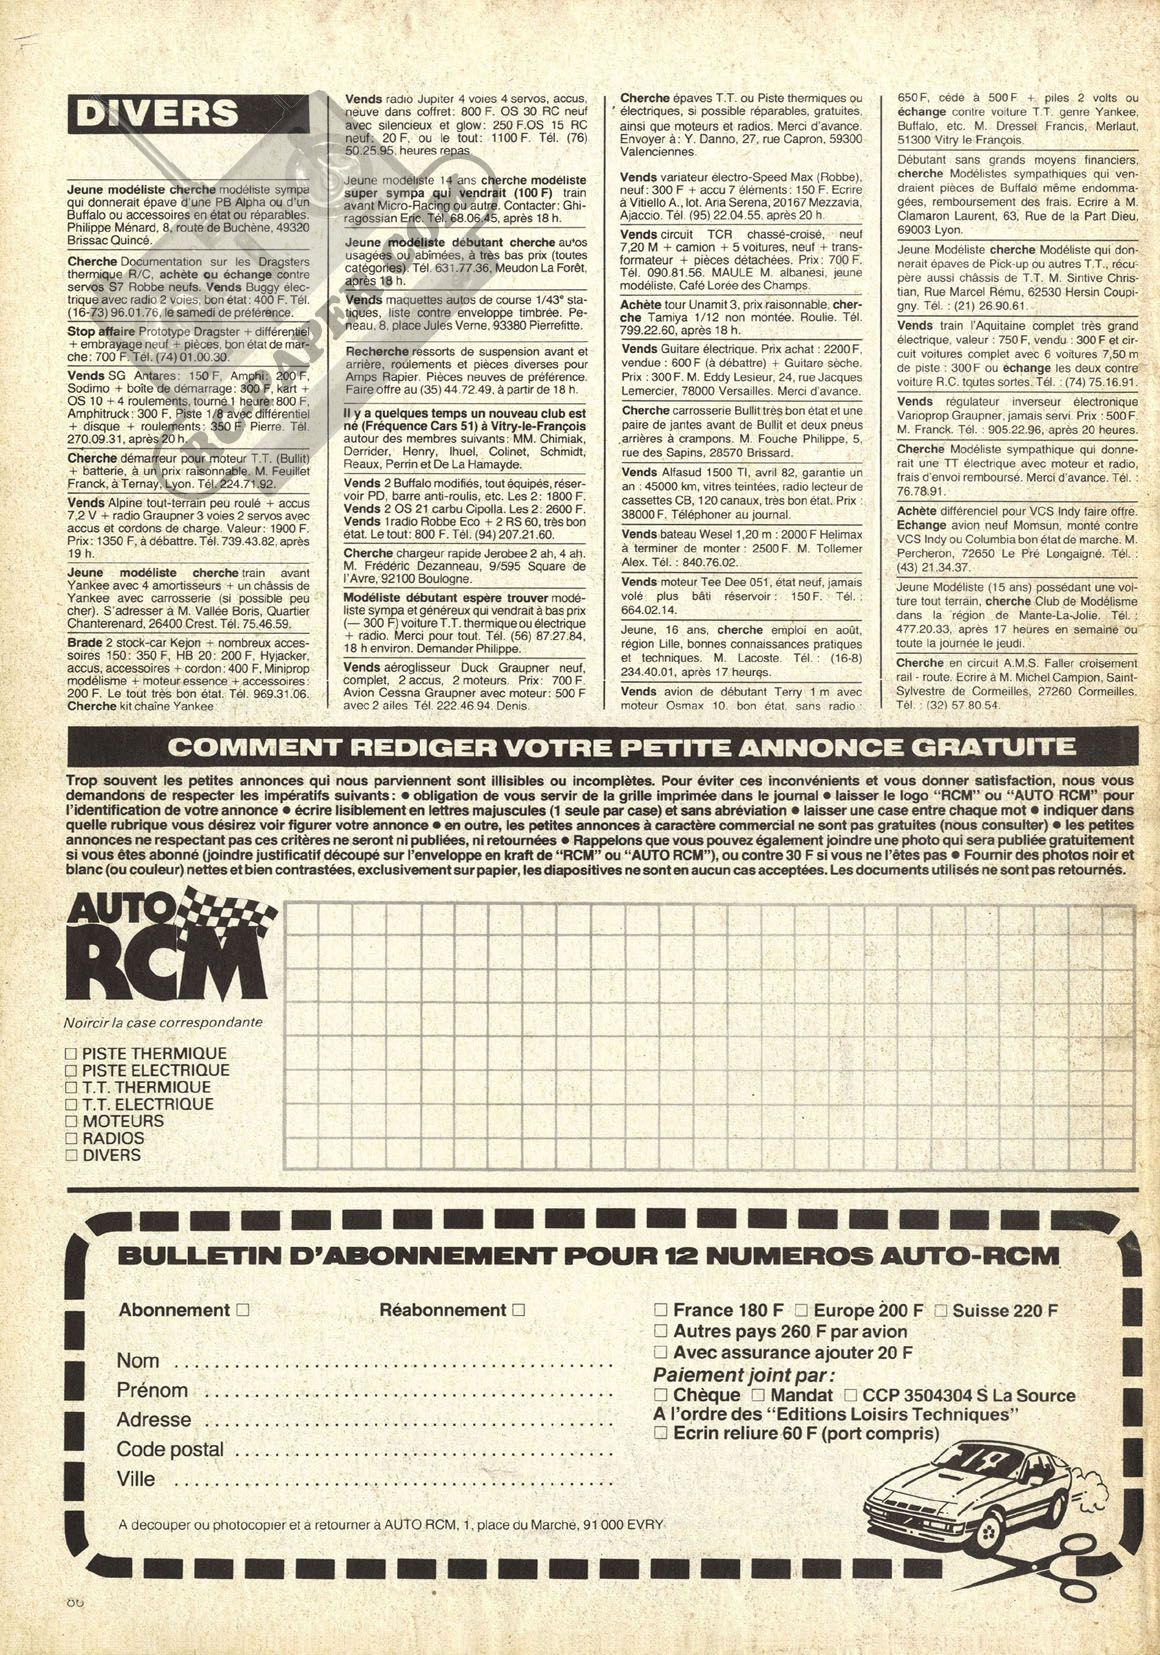 DIVERS
Jeune modéliste cherche modéliste sympa
qui donnerait épave d'une PB Alpha ou d'un
Buffalo ou accessoires en état ou réparables.
Philippe Ménard, 8, route de Buchène, 49320
Brissac Quincé.
Cherche Documentation sur les Dragsters
thermique R/C, achète ou échange contre
servos S7 Robbe neufs. Vends Buggy élec-
trique avec radio 2 voies, bon état : 400 F. Tél.
(16-73) 96.01.76, le samedi de préférence.
Stop affaire Prototype Dragster + différentiel
+ embrayage neuf + pièces, bon état de mar-
che : 700 F. Tél. (74) 01.00.30.
Vends SG Antares : 150 F, Amphi : 200 F,
Sodimo + boîte de démarrage : 300 F, kart +
OS 10 + 4 roulements, tourné 1 heure : 800 F,
Amphitruck : 300 F, Piste 1/8 avec différentiel
+ disque + roulements : 350 F. Pierre. Tél.
270.09.31, après 20 h.
Cherche démarreur pour moteur T.T. (Bullit)
+ batterie, à un prix raisonnable. M. Feuillet
Franck, à Ternay, Lyon. Tél. 224.71.92.
Vends Alpine tout-terrain peu roulé + accus
7,2 V + radio Graupner 3 voies 2 servos avec
accus et cordons de charge. Valeur : 1900 F.
Prix : 1350 F, à débattre. Tél. 739.43.82, après
19 h.
Jeune modéliste cherche train avant
Yankee avec 4 amortisseurs + un châssis de
Yankee avec carrosserie (si possible peu
cher). S'adresser à M. Vallée Boris, Quartier
Chanterenard, 26400 Crest. Tél. 75.46.59.
Brade 2 stock-car Kejon + nombreux acces-
soires 150 : 350 F, HB 20 : 200 F, Hyjacker,
accus, accessoires + cordon : 400 F, Miniprop
modélisme + moteur essence + accessoires :
200 F. Le tout très bon état. Tél. 969.31.06.
Cherche kit chaîne Yankee
Vends radio Jupiter 4 voies 4 servos, accus,
neuve dans coffret : 800 F. OS 30 RC neuf
avec silencieux et glow : 250 F.OS 15 RC
neuf : 20 F, ou le tout : 1100 F. Tél. (76)
50.25.95, heures repas.
Jeune modéliste 14 ans cherche modéliste
super sympa qui vendrait (100 F) train
avant Micro-Racing ou autre. Contacter : Ghi-
ragossian Eric. Tél. 68.06.45, après 18 h.
Jeune modéliste débutant cherche autos
usagées ou abimées, à très bas prix (toutes
catégories). Tél. 631.77.36, Meudon La Forêt,
après 18 h.
Vends maquettes autos de course 1/43e sta-
tiques, liste contre enveloppe timbrée. Pe-
neau, 8, place Jules Verne, 93380 Pierrefitte.
Recherche ressorts de suspension avant et
arrière, roulements et pièces diverses pour
Amps Rapier. Pièces neuves de préférence.
Faire offre au (35) 44.72.49, à partir de 18 h.
Il y a quelques temps un nouveau club est
né (Fréquence Cars 51) à Vitry-le-François
autour des membres suivants : MM. Chimiak,
Derrider, Henry, Ihuel, Colinet, Schmidt,
Reaux, Perrin et De La Hamayde.
Vends 2 Buffalo modifiés, tout équipés, réser-
voir PD, barre anti-roulis, etc. Les 2 : 1800 F.
Vends 2 OS 21 carbu Cipolla. Les 2 : 2600 F.
Vends 1 radio Robbe Eco + 2 RS 60, très bon
état. Le tout : 800 F. Tél. (94) 207.21.60.
Cherche chargeur rapide Jerobee 2 ah, 4 ah.
M. Frédéric Dezanneau, 9/595 Square de
l'Avre, 92100 Boulogne.
Modéliste débutant espère trouver modé-
liste sympa et généreux qui vendrait à bas prix
(— 300 F) voiture T.T. thermique ou électrique
+ radio. Merci pour tout. Tél. (56) 87.27.84,
18 h environ. Demander Philippe.
Vends aéroglisseur Duck Graupner neuf,
complet, 2 accus, 2 moteurs. Prix : 700 F.
Avion Cessna Graupner avec moteur : 500 F
avec 2 ailes Tél. 222.46.94. Denis.
Cherche épaves T.T. ou Piste thermiques ou
électriques, si possible réparables, gratuites,
ainsi que moteurs et radios. Merci d'avance.
Envoyer à : Y. Danno, 27, rue Capron, 59300
Valenciennes.
Vends variateur électro-Speed Max (Robbe),
neuf : 300 F + accu 7 éléments : 150 F. Ecrire
à Vitiello A., lot. Aria Serena, 20167 Mezzavia,
Ajaccio. Tél. (95) 22.04.55, après 20 h.
Vends circuit TCR chassé-croisé, neuf
7,20 M + camion + 5 voitures, neuf + trans-
formateur + pièces détachées. Prix : 700 F.
Tél. 090.81.56. MAULE M. albanesi, jeune
modéliste, Café Lorée des Champs.
Achète tour Unamit 3, prix raisonnable, cher-
che Tamiya 1/12 non montée. Roulie. Tél.
799.22.60, après 18 h.
Vends Guitare électrique. Prix achat : 2200 F,
vendue : 600 F (à débattre) + Guitare sèche.
Prix : 300 F. M. Eddy Lesieur, 24, rue Jacques
Lemercier, 78000 Versailles. Merci d'avance.
Cherche carrosserie Bullit très bon état et une
paire de jantes avant de Bullit et deux pneus
arrières à crampons. M. Fouche Philippe, 5,
rue des Sapins, 28570 Brissard.
Vends Alfasud 1500 TI, avril 82, garantie un
an : 45000 km, vitres teintées, radio lecteur de
cassettes CB, 120 canaux, très bon état. Prix :
38000 F. Téléphoner au journal.
Vends bateau Wesel 1,20 m : 2000 F Helimax
à terminer de monter : 2500 F. M. Tollemer
Alex. Tél. : 840.76.02.
Vends moteur Tee Dee 051, état neuf, jamais
volé plus bâti réservoir : 150 F. Tél. :
664.02.14.
Jeune, 16 ans, cherche emploi en août,
région Lille, bonnes connaissances pratiques
et techniques. M. Lacoste. Tél. : (16-8)
234.40.01, après 17 heurqs.
Vends avion de débutant Terry 1 m avec
moteur Osmax 10, bon état, sans radio :
650 F, cédé à 500 F + piles 2 volts ou
échange contre voiture T.T. genre Yankee,
Buffalo, etc. M. Dressel Francis, Merlaut,
51300 Vitry le François.
Débutant sans grands moyens financiers,
cherche Modélistes sympathiques qui ven-
draient pièces de Buffalo même endomma-
gées, remboursement des frais. Ecrire à M.
Clamaron Laurent, 63, Rue de la Part Dieu,
69003 Lyon.
Jeune Modéliste cherche Modéliste qui don-
nerait épaves de Pick-up ou autres T.T., récu-
père aussi châssis de T.T. M. Sintive Chris-
tian, Rue Marcel Rému, 62530 Hersin Coupi-
gny. Tél. : (21) 26.90.61.
Vends train l'Aquitaine complet très grand
électrique, valeur : 750 F, vendu : 300 F et cir-
cuit voitures complet avec 6 voitures 7,50 m
de piste : 300 F ou échange les deux contre
voiture R.C. toutes sortes. Tél. : (74) 75.16.91.
Vends régulateur inverseur électronique
Varioprop Graupner, jamais servi. Prix : 500 F.
M. Franck. Tél. : 905.22.96, après 20 heures.
Cherche Modéliste sympathique qui donne-
rait une TT électrique avec moteur et radio,
frais d'envoi remboursé. Merci d'avance. Tél. :
76.78.91.
Achète différenciel pour VCS Indy faire offre.
Echange avion neuf Momsun, monté contre
VCS Indy ou Columbia bon état de marche. M.
Percheron, 72650 Le Pré Longaigné. Tél. :
(43) 21.34.37.
Jeune Modéliste (15 ans) possédant une voi-
ture tout terrain, cherche Club de Modélisme
dans la région de Mante-La-Jolie. Tél. :
477.20.33, après 17 heures en semaine ou
toute la journée le jeudi.
Cherche en circuit A.M.S. Faller croisement
rail - route. Ecrire à M. Michel Campion, Saint-
Sylvestre de Cormeilles, 27260 Cormeilles.
Tél. : (32) 57.80.54.
RCPAPER.COM
COMMENT REDIGER VOTRE PETITE ANNONCE GRATUITE
Trop souvent les petites annonces qui nous parviennent sont illisibles ou incomplètes. Pour éviter ces inconvénients et vous donner satisfaction, nous vous
demandons de respecter les impératifs suivants : ● obligation de vous servir de la grille imprimée dans le journal ● laisser le logo "RCM" ou "AUTO RCM" pour
l'identification de votre annonce ● écrire lisiblement en lettres majuscules (1 seule par case) et sans abréviation ● laisser une case entre chaque mot ● indiquer dans
quelle rubrique vous désirez voir figurer votre annonce ● en outre, les petites annonces à caractère commercial ne sont pas gratuites (nous consulter) ● les petites
annonces ne respectant pas ces critères ne seront ni publiées, ni retournées ● Rappelons que vous pouvez également joindre une photo qui sera publiée gratuitement
si vous êtes abonné (joindre justificatif découpé sur l'enveloppe en kraft de "RCM" ou "AUTO RCM"), ou contre 30 F si vous ne l'êtes pas ● Fournir des photos noir et
blanc (ou couleur) nettes et bien contrastées, exclusivement sur papier, les diapositives ne sont en aucun cas acceptées. Les documents utilisés ne sont pas retournés.
AUTO
RCM
Noircir la case correspondante
☐ PISTE THERMIQUE
☐ PISTE ELECTRIQUE
☐ T.T. THERMIQUE
☐ T.T. ELECTRIQUE
☐ MOTEURS
☐ RADIOS
☐ DIVERS
BULLETIN D'ABONNEMENT POUR 12 NUMEROS AUTO-RCM
Abonnement ☐ Réabonnement ☐
Nom
Prénom
Adresse
Code postal
Ville
☐ France 180 F ☐ Europe 200 F ☐ Suisse 220 F
☐ Autres pays 260 F par avion
☐ Avec assurance ajouter 20 F
Paiement joint par :
☐ Chèque ☐ Mandat ☐ CCP 3504304 S La Source
A l'ordre des "Editions Loisirs Techniques"
☐ Ecrin reliure 60 F (port compris)
A decouper ou photocopier et à retourner à AUTO RCM, 1, place du Marché, 91 000 EVRY